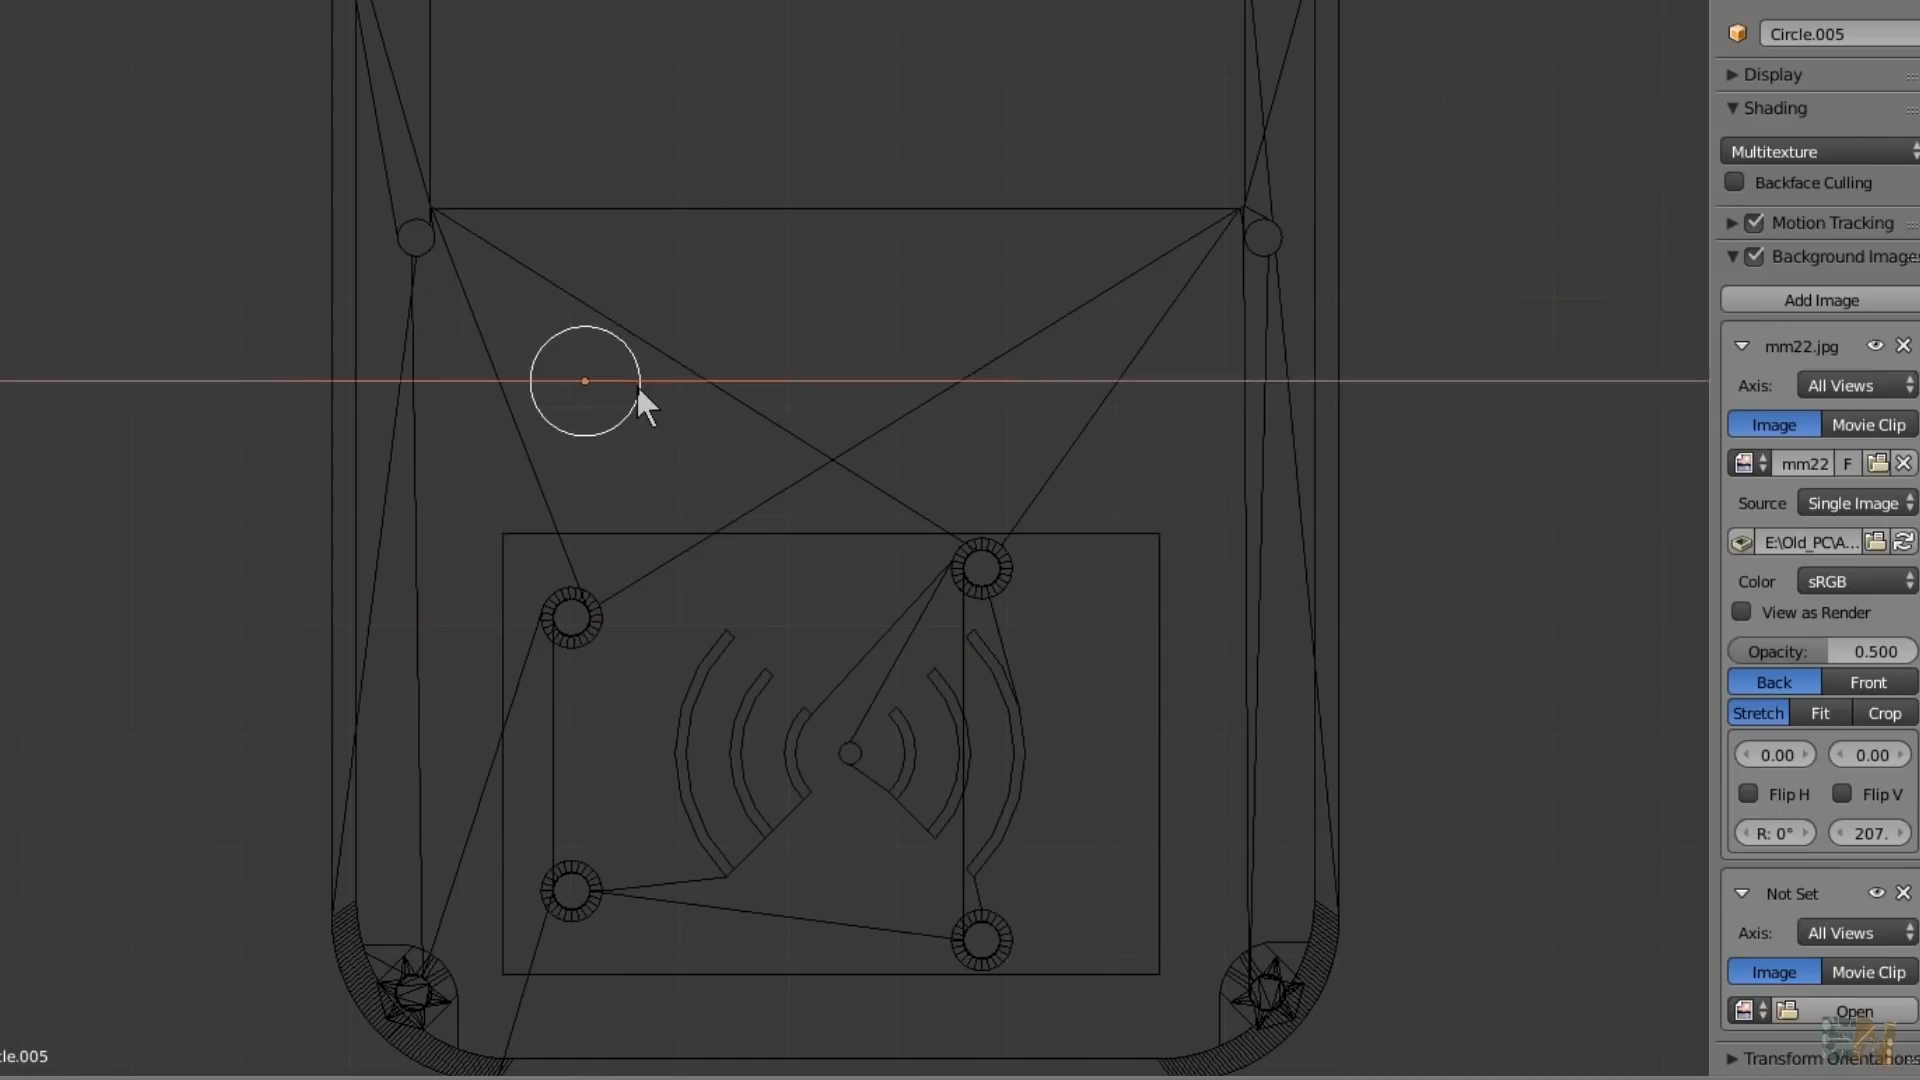 Circle.005
Display
Shading
Multitexture
Backface Culling
Motion Tracking
Background Images
Add Image
mm22.jpg
Axis: All Views
Image Movie Clip
mm22 F
Source Single Image
E:\Old_PC\A...
Color sRGB
View as Render
Opacity: 0.500
Back Front
Stretch Fit Crop
0.00 0.00
Flip H Flip V
R: 0° 207.
Not Set
Axis: All Views
Image Movie Clip
Open
cle.005
Transform Orientations